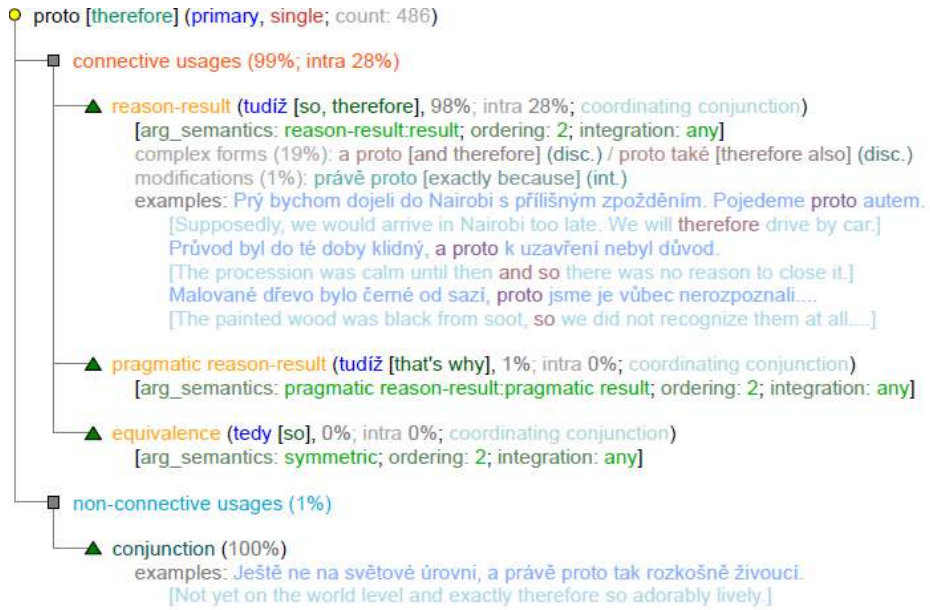 proto [therefore] (primary, single; count: 486)
connective usages (99%; intra 28%)
reason-result (tudíž [so, therefore], 98%; intra 28%; coordinating conjunction)
[arg_semantics: reason-result:result; ordering: 2; integration: any]
complex forms (19%): a proto [and therefore] (disc.) / proto také [therefore also] (disc.)
modifications (1%): právě proto [exactly because] (int.)
examples: Prý bychom dojeli do Nairobi s přílišným zpožděním. Pojedeme proto autem.
[Supposedly, we would arrive in Nairobi too late. We will therefore drive by car.]
Průvod byl do té doby klidný, a proto k uzavření nebyl důvod.
[The procession was calm until then and so there was no reason to close it.]
Malované dřevo bylo černé od sazí, proto jsme je vůbec nerozpoznali....
[The painted wood was black from soot, so we did not recognize them at all....]
pragmatic reason-result (tudíž [that's why], 1%; intra 0%; coordinating conjunction)
[arg_semantics: pragmatic reason-result:pragmatic result; ordering: 2; integration: any]
equivalence (tedy [so], 0%; intra 0%; coordinating conjunction)
[arg_semantics: symmetric; ordering: 2; integration: any]
non-connective usages (1%)
conjunction (100%)
examples: Ještě ne na světové úrovni, a právě proto tak rozkošně živoucí.
[Not yet on the world level and exactly therefore so adorably lively.]